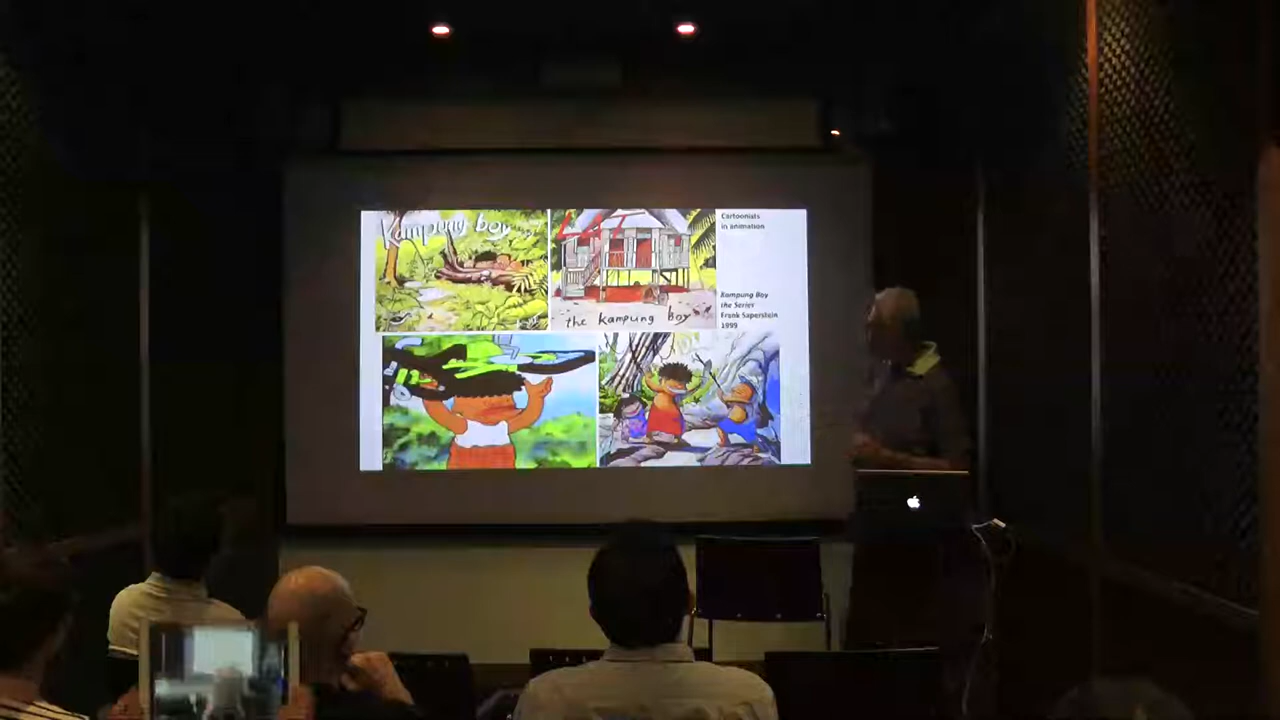 Kampung boy
the Kampung boy
Cartoonists
in animation
Kampung Boy
the Series
Frank Saperstein
1999